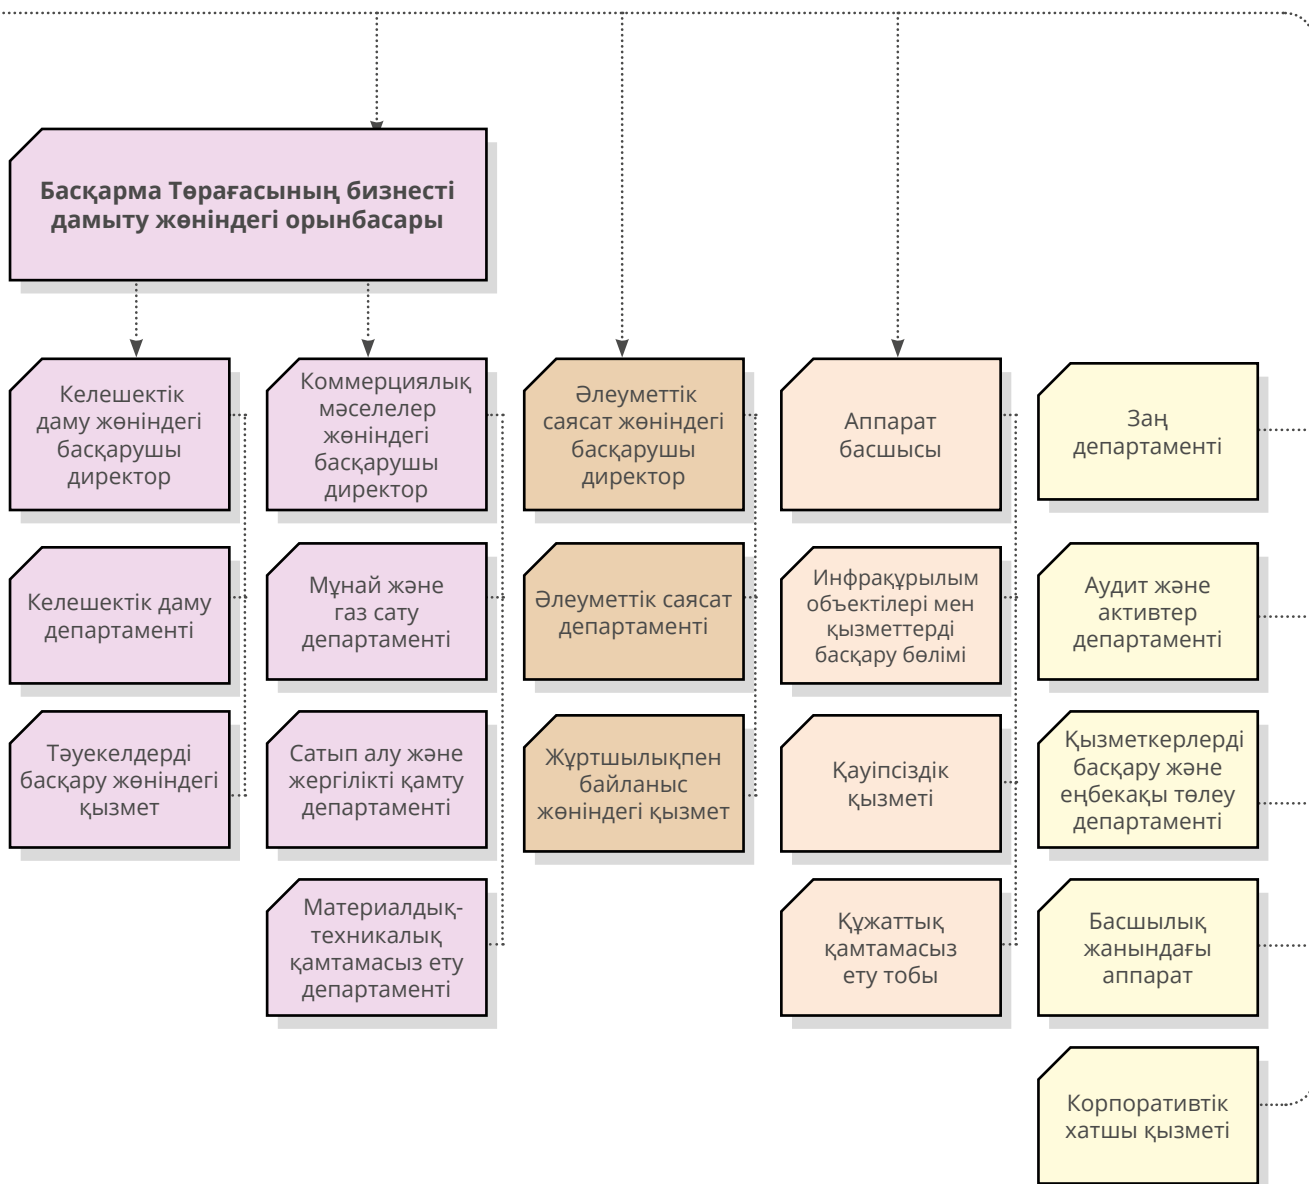 Басқарма Төрағасының бизнесті
дамыту жөніндегі орынбасары
Келешектік
даму жөніндегі
басқарушы
директор
Келешектік даму
департаменті
Тәуекелдерді
басқару жөніндегі
қызмет
Коммерциялық
мәселелер
жөніндегі
басқарушы
директор
Мұнай және
газ сату
департаменті
Сатып алу және
жергілікті қамту
департаменті
Материалдық-
техникалық
қамтамасыз ету
департаменті
Әлеуметтік
саясат жөніндегі
басқарушы
директор
Әлеуметтік саясат
департаменті
Жұртшылықпен
байланыс
жөніндегі қызмет
Аппарат
басшысы
Инфрақұрылым
объектілері мен
қызметтерді
басқару бөлімі
Қауіпсіздік
қызметі
Құжаттық
қамтамасыз
ету тобы
Заң
департаменті
Аудит және
активтер
департаменті
Қызметкерлерді
басқару және
еңбекақы төлеу
департаменті
Басшылық
жанындағы
аппарат
Корпоративтік
хатшы қызметі